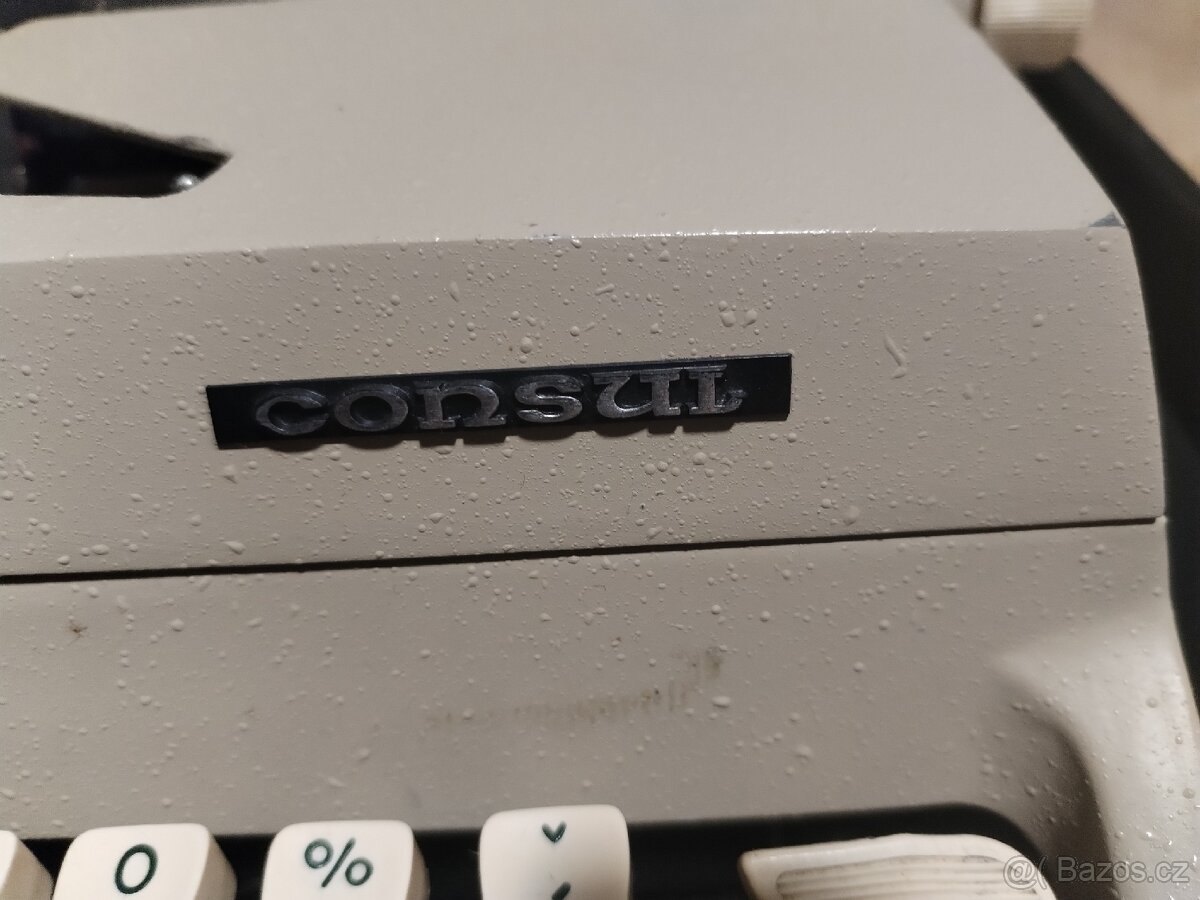 consul
0 %
ˇ
´
@( Bazos.cz